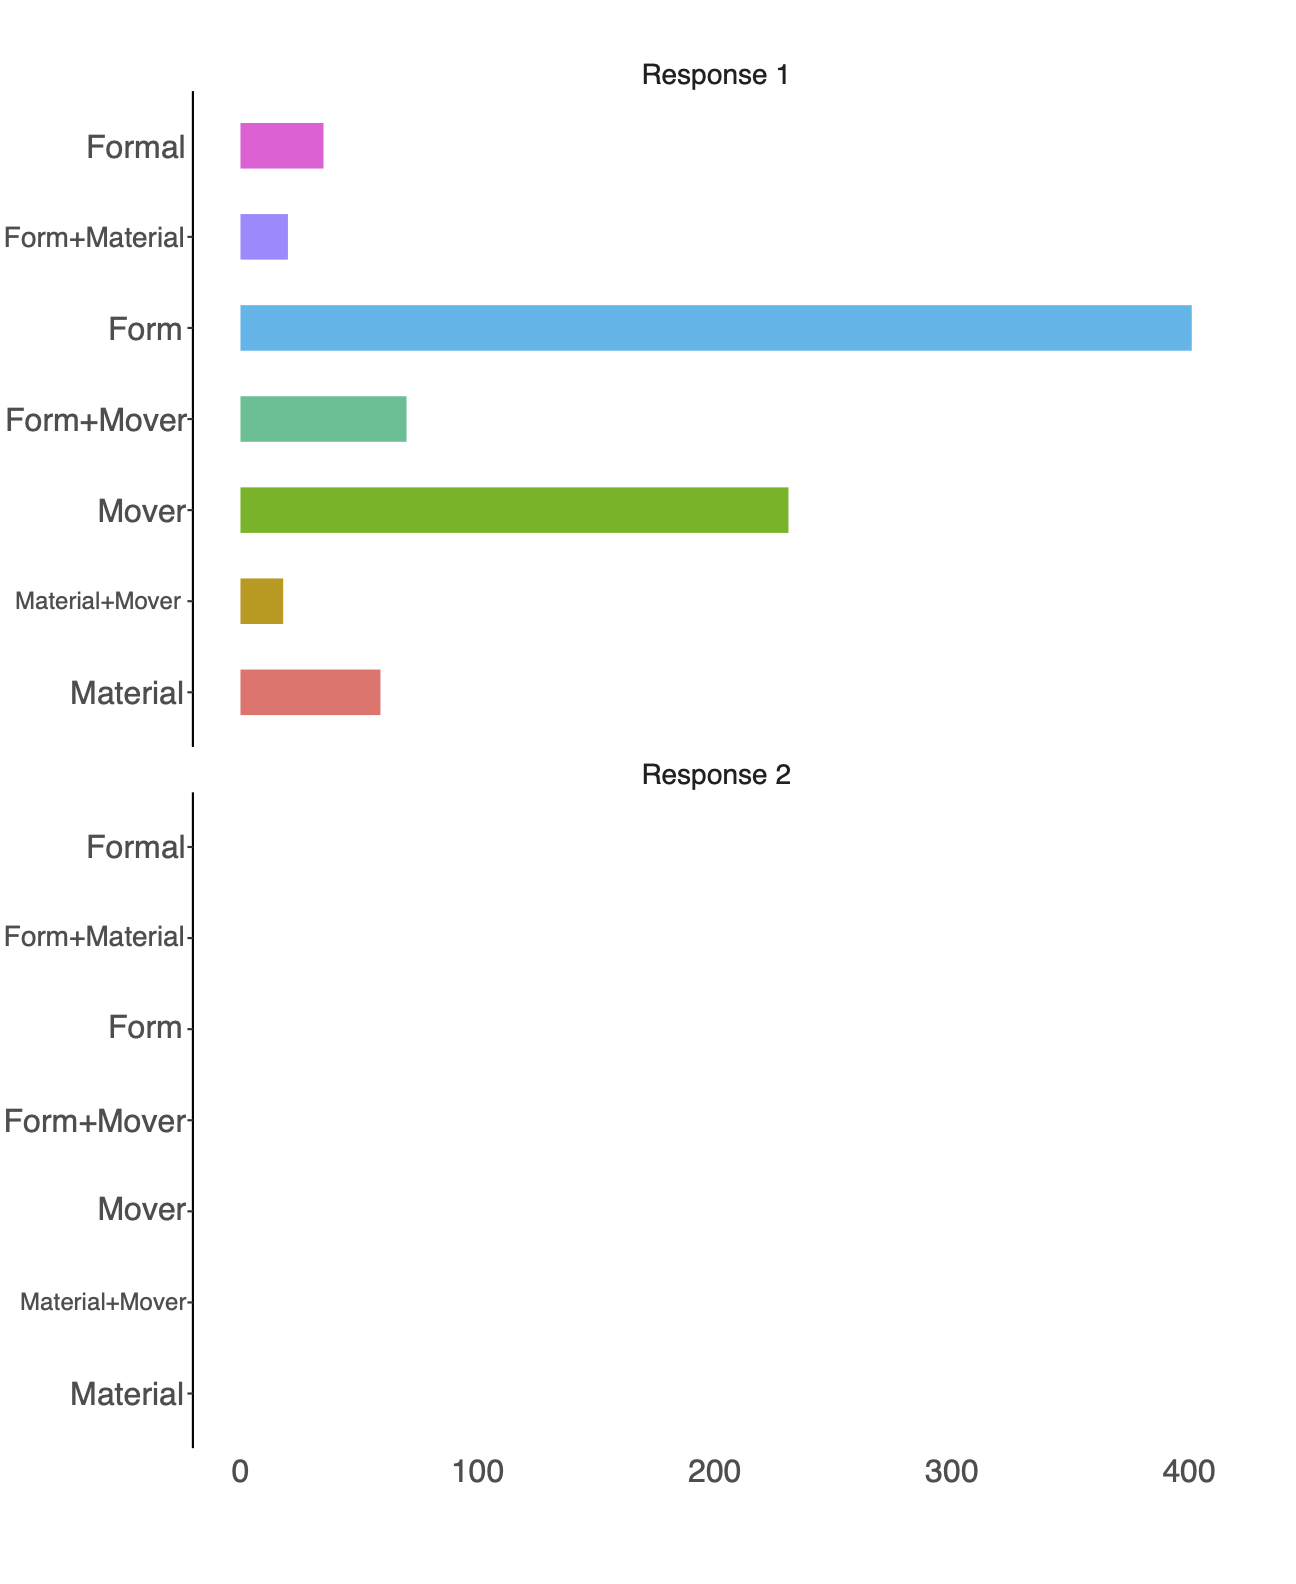 Response 1
Formal
Form+Material
Form
Form+Mover
Mover
Material+Mover
Material
Response 2
Formal
Form+Material
Form
Form+Mover
Mover
Material+Mover
Material
0 100 200 300 400